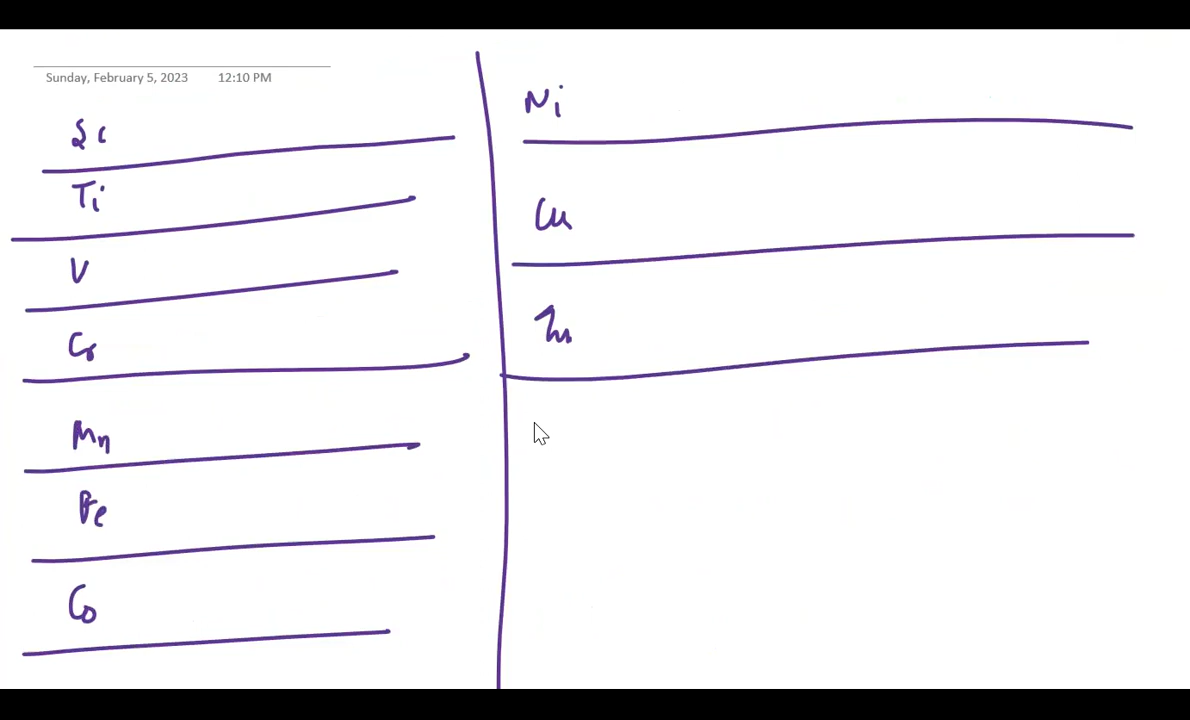 Sunday, February 5, 2023 12:10 PM
Sc
Ti
V
Cr
Mn
Fe
Co
Ni
Cu
Zn